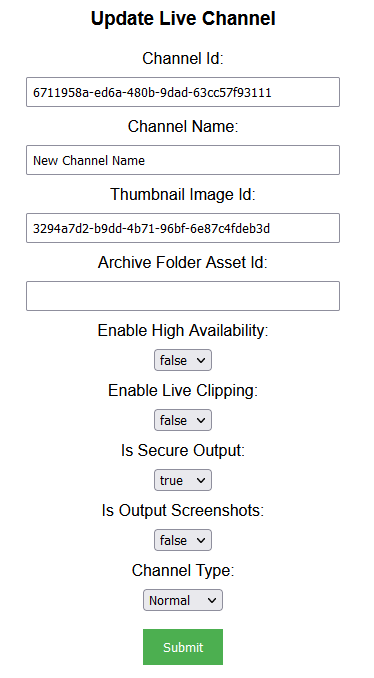 Update Live Channel
Channel Id:
6711958a-ed6a-480b-9dad-63cc57f93111
Channel Name:
New Channel Name
Thumbnail Image Id:
3294a7d2-b9dd-4b71-96bf-6e87c4fdeb3d
Archive Folder Asset Id:
Enable High Availability:
false
Enable Live Clipping:
false
Is Secure Output:
true
Is Output Screenshots:
false
Channel Type:
Normal
Submit